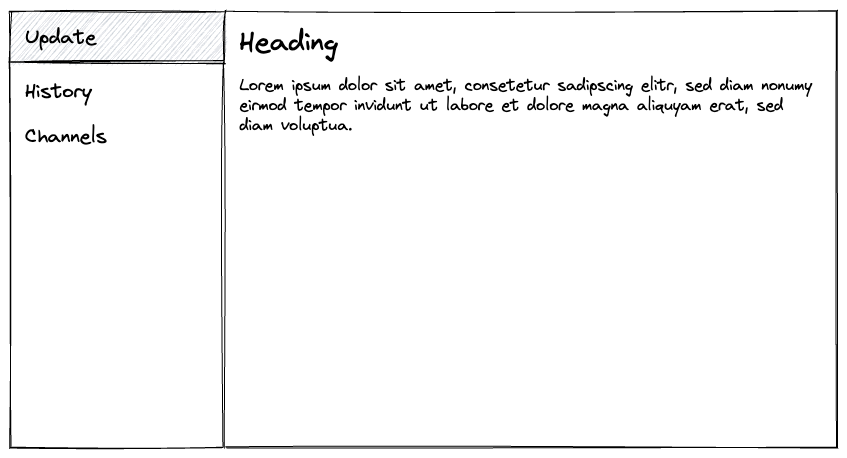 Update
History
Channels
Heading
Lorem ipsum dolor sit amet, consetetur sadipscing elitr, sed diam nonumy
eirmod tempor invidunt ut labore et dolore magna aliquyam erat, sed
diam voluptua.